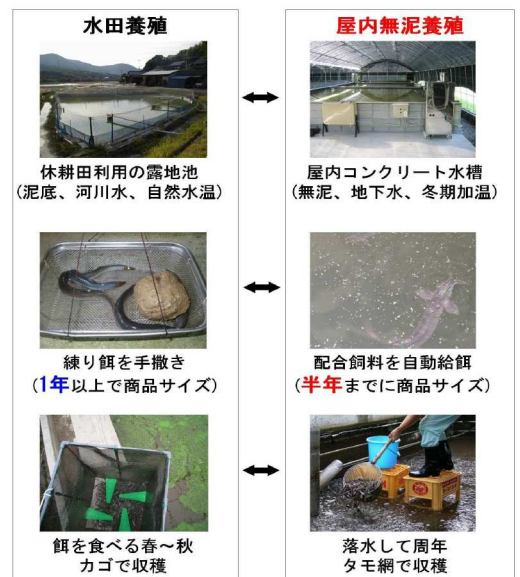 水田養殖
休耕田利用の露地池
(泥底、河川水、自然水温)
練り餌を手撒き
(1年以上で商品サイズ)
餌を食べる春～秋
カゴで収穫
屋内無泥養殖
屋内コンクリート水槽
(無泥、地下水、冬期加温)
配合飼料を自動給餌
(半年までに商品サイズ)
落水して周年
タモ網で収穫